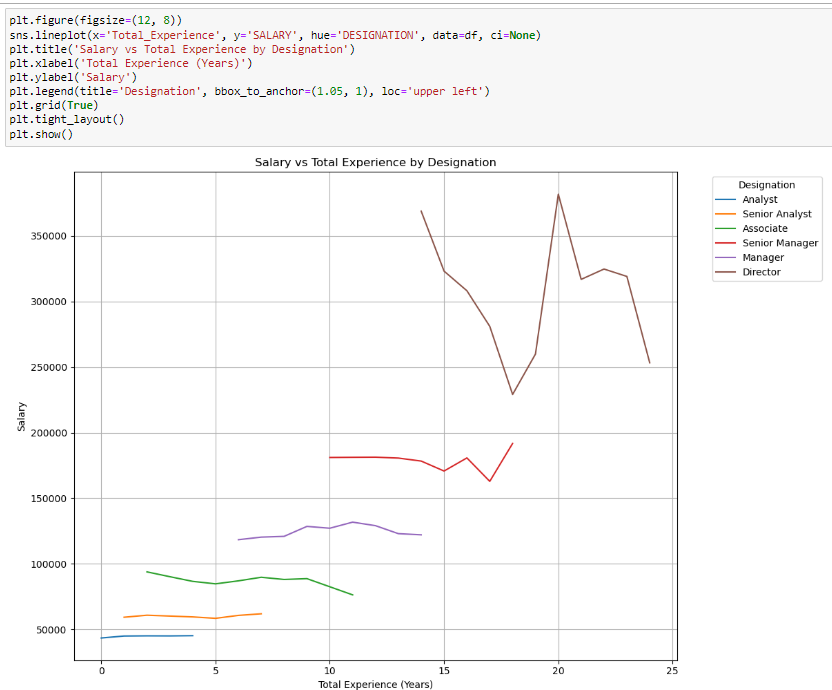 plt.figure(figsize=(12, 8))
sns.lineplot(x='Total_Experience', y='SALARY', hue='DESIGNATION', data=df, ci=None)
plt.title('Salary vs Total Experience by Designation')
plt.xlabel('Total Experience (Years)')
plt.ylabel('Salary')
plt.legend(title='Designation', bbox_to_anchor=(1.05, 1), loc='upper left')
plt.grid(True)
plt.tight_layout()
plt.show()
Salary vs Total Experience by Designation
350000
300000
250000
200000
150000
100000
50000
Salary
0
5
10
15
20
25
Total Experience (Years)
Designation
Analyst
Senior Analyst
Associate
Senior Manager
Manager
Director